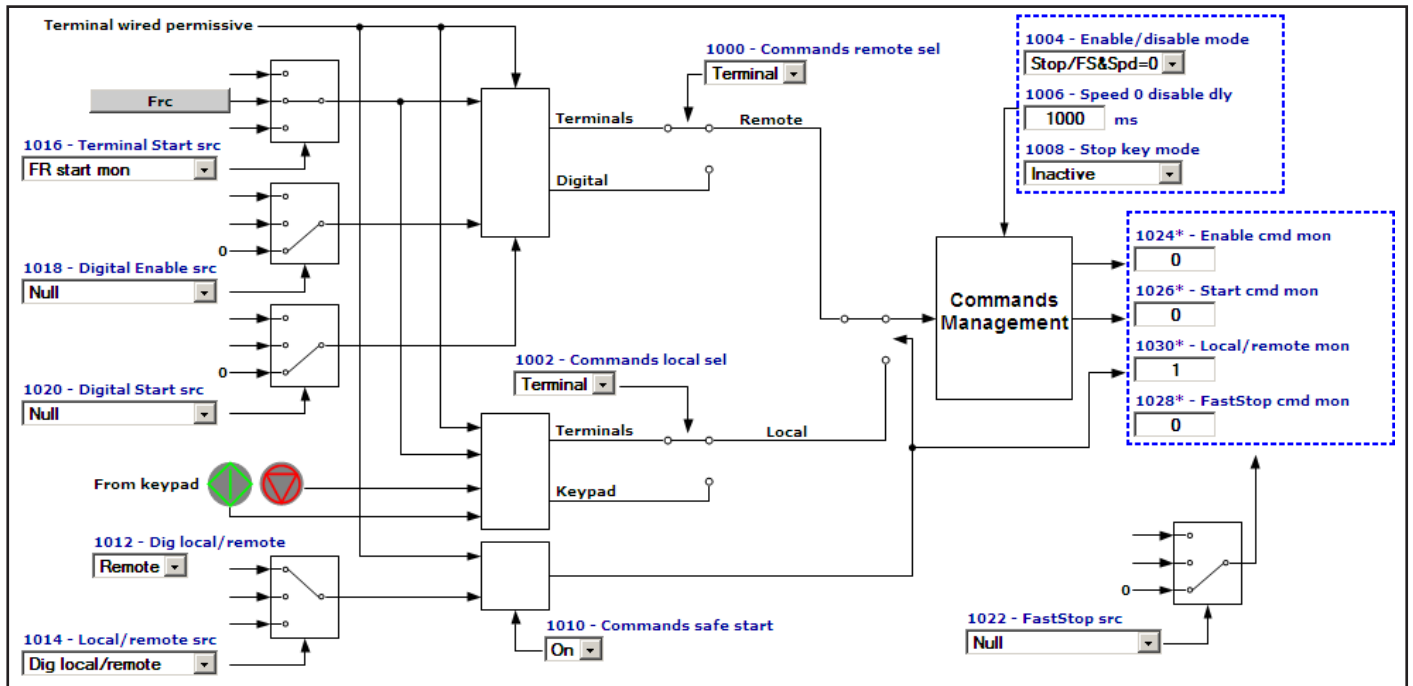 Terminal wired permissive
Frc
1016 - Terminal Start src
FR start mon
0
1018 - Digital Enable src
Null
0
1020 - Digital Start src
Null
From keypad
1012 - Dig local/remote
Remote
1014 - Local/remote src
Dig local/remote
1000 - Commands remote sel
Terminal
Terminals
Remote
Digital
1002 - Commands local sel
Terminal
Terminals
Local
Keypad
1010 - Commands safe start
On
1004 - Enable/disable mode
Stop/FS&Spd=0
1006 - Speed 0 disable dly
1000 ms
1008 - Stop key mode
Inactive
Commands
Management
1024* - Enable cmd mon
0
1026* - Start cmd mon
0
1030* - Local/remote mon
1
1028* - FastStop cmd mon
0
0
1022 - FastStop src
Null